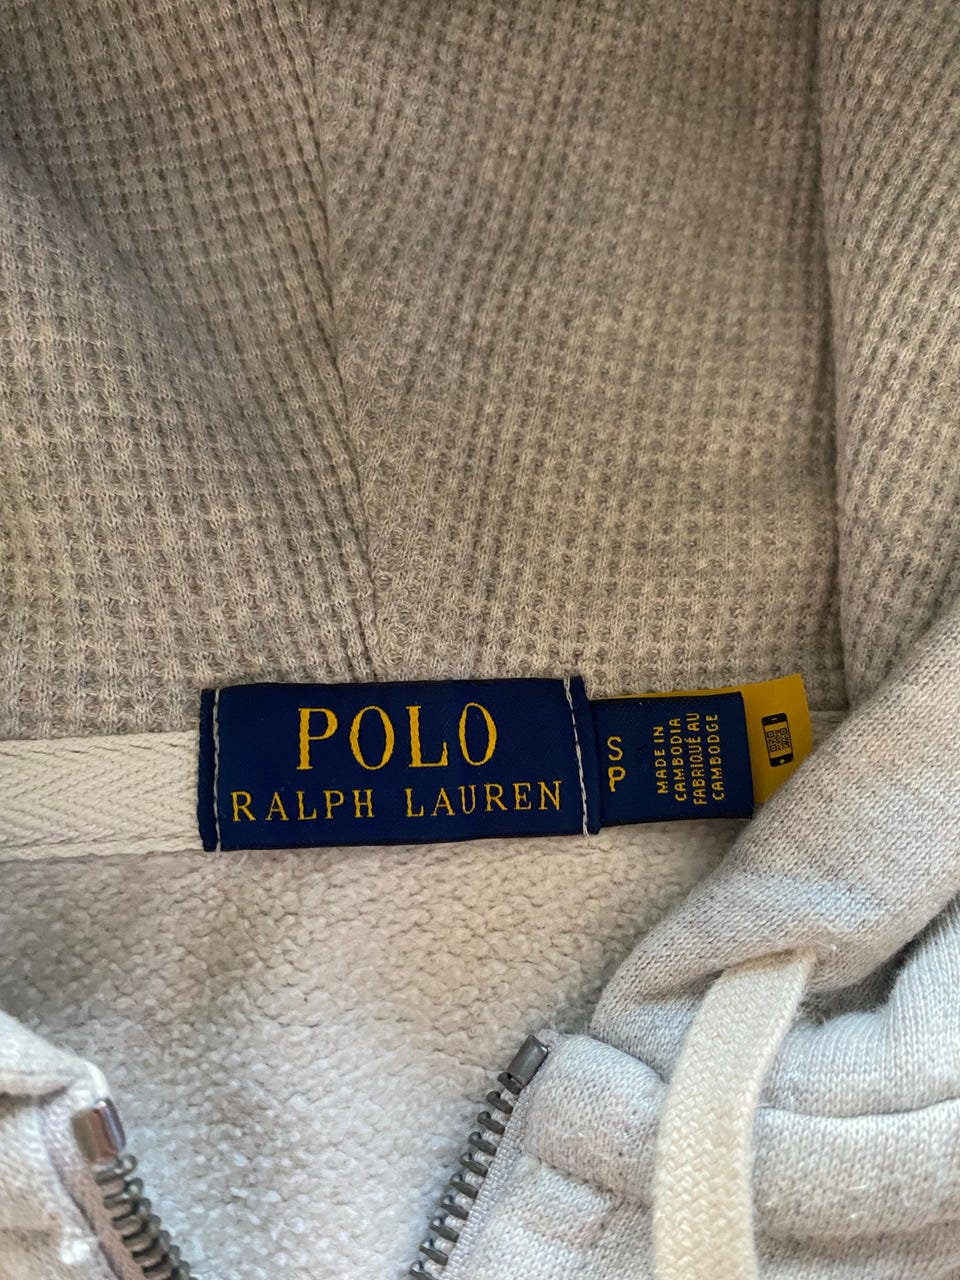 POLO
RALPH LAUREN
S
P
MADE IN
CAMBODIA
FABRIQUÉ AU
CAMBODGE